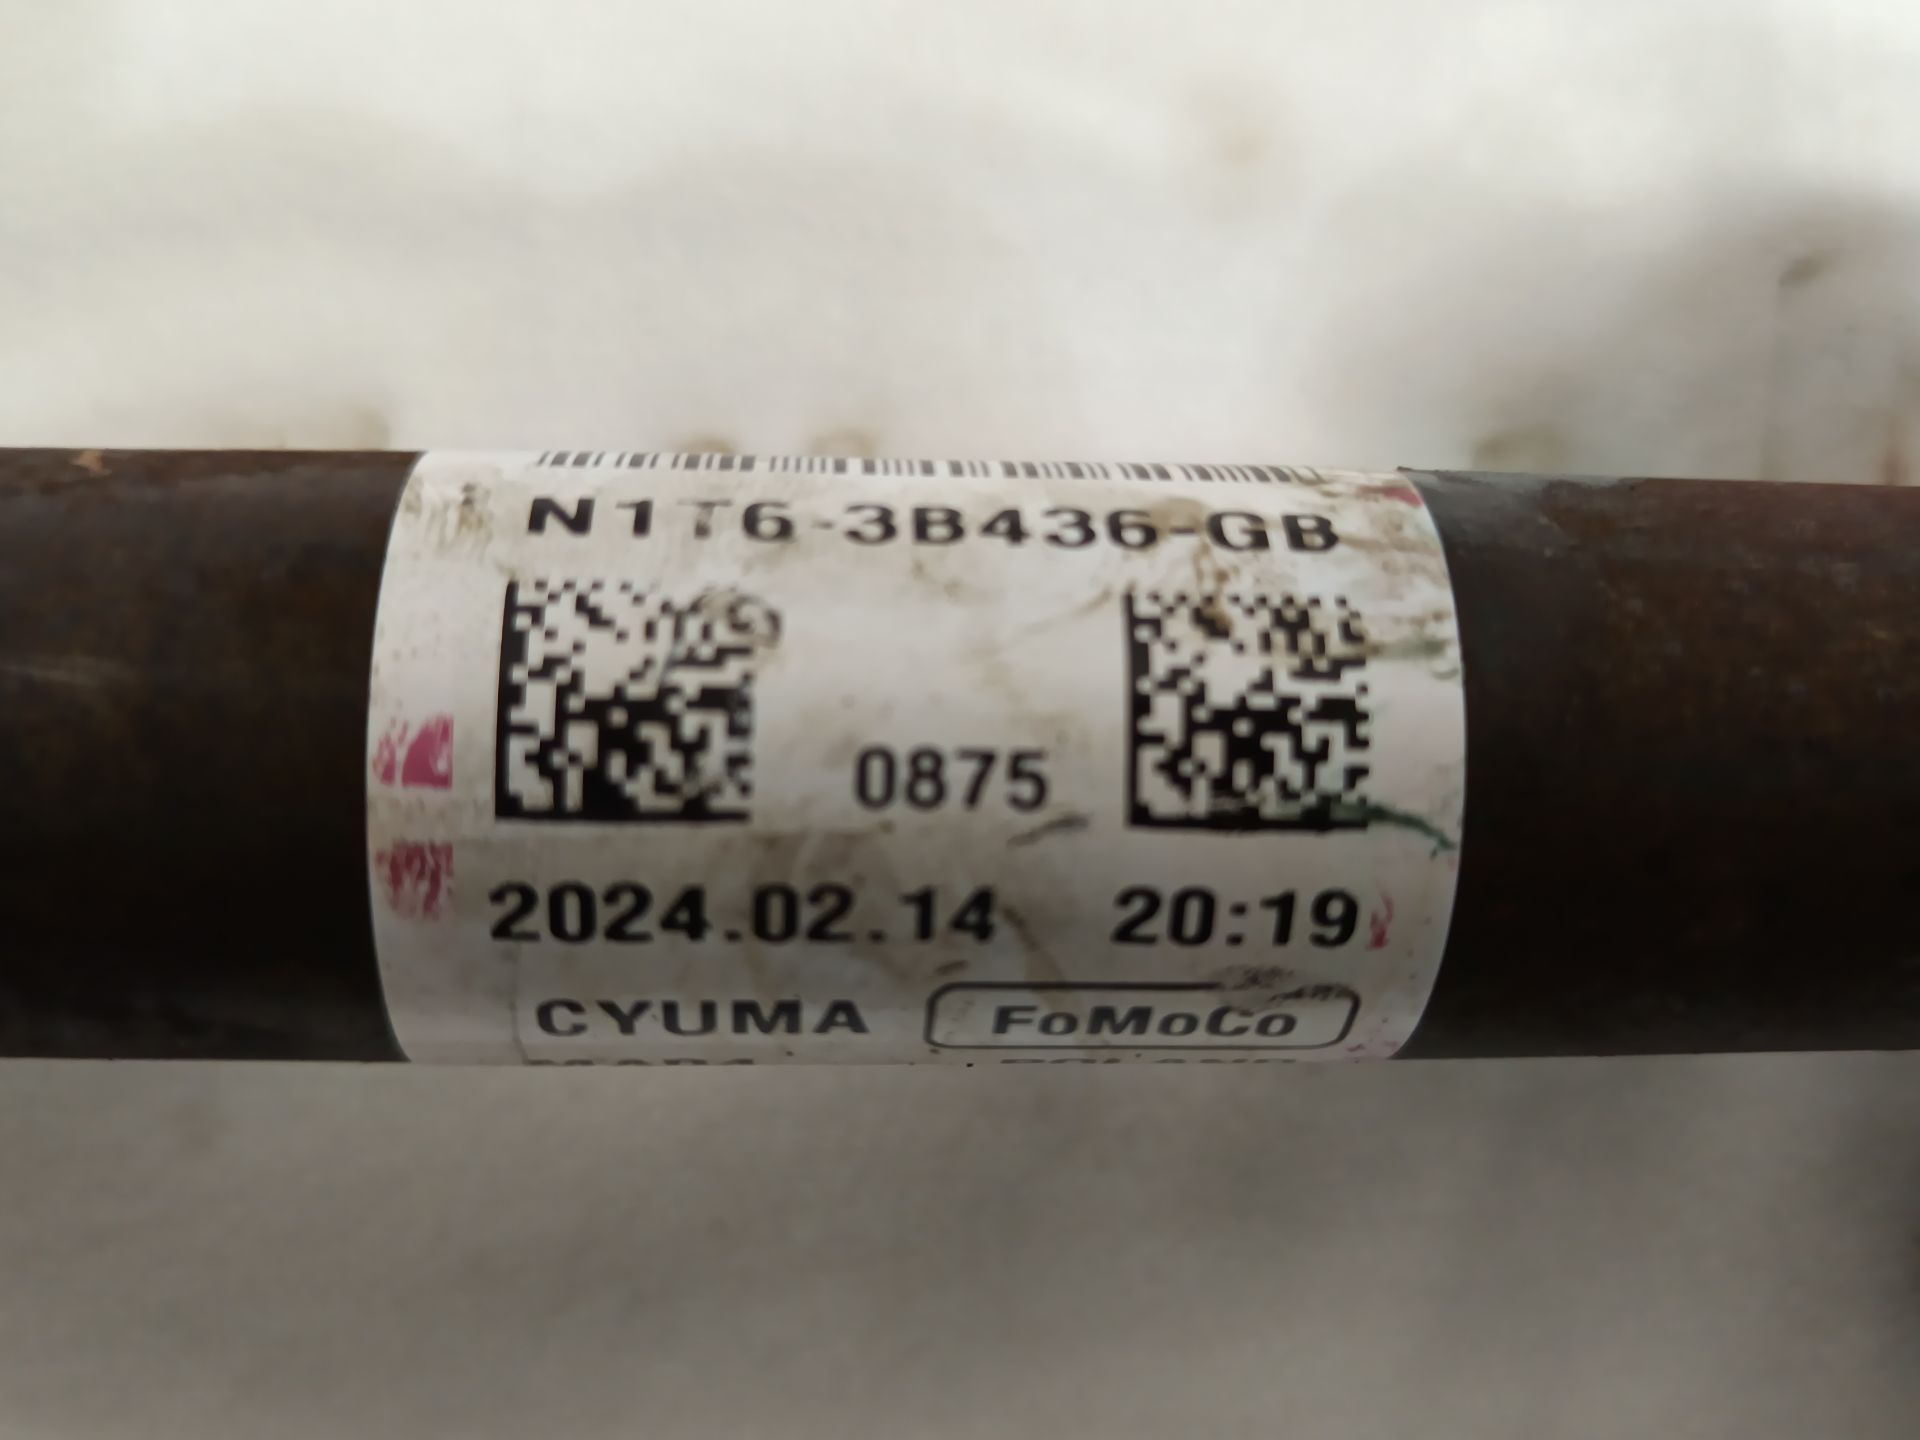 N1T6-3B436-GB
0875
2024.02.14 20:19
CYUMA FoMoCo